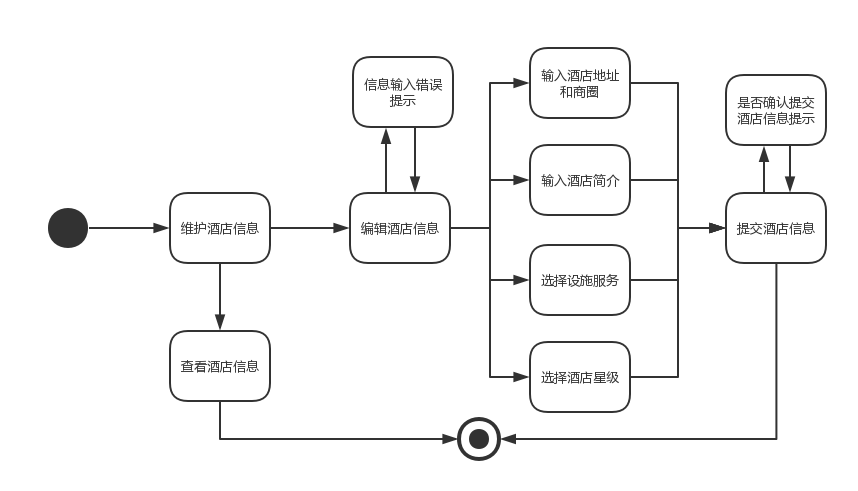 信息输入错误
提示
输入酒店地址
和商圈
是否确认提交
酒店信息提示
输入酒店简介
维护酒店信息
编辑酒店信息
提交酒店信息
选择设施服务
查看酒店信息
选择酒店星级